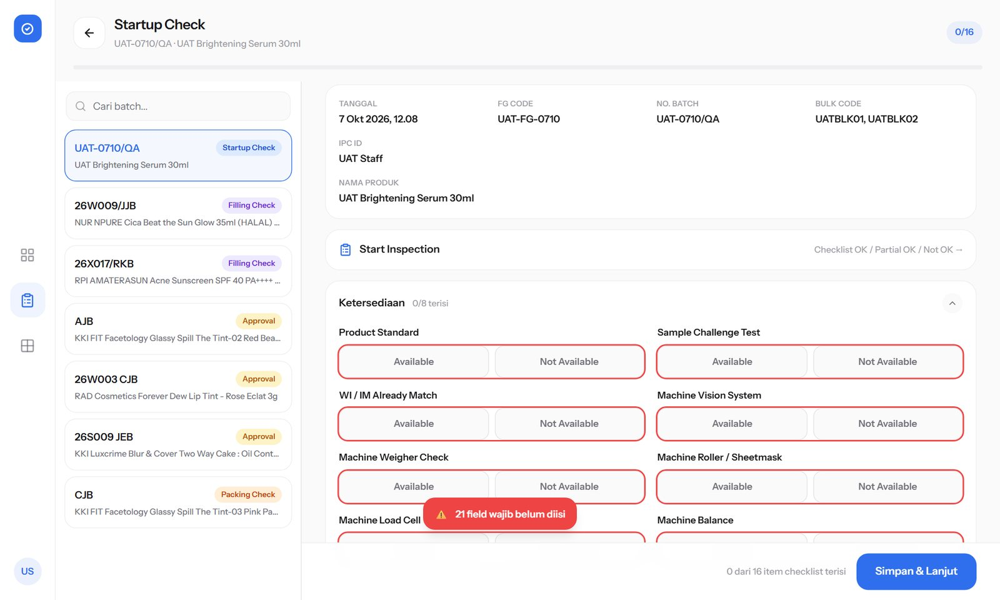 Startup Check
UAT-0710/QA · UAT Brightening Serum 30ml
0/16
Cari batch...
UAT-0710/QA
Startup Check
UAT Brightening Serum 30ml
26W009/JJB
Filling Check
NUR NPURE Cica Beat the Sun Glow 35ml (HALAL) ...
26X017/RKB
Filling Check
RPI AMATERASUN Acne Sunscreen SPF 40 PA++++ ...
AJB
Approval
KKI FIT Facetology Glassy Spill The Tint-02 Red Bea...
26W003 CJB
Approval
RAD Cosmetics Forever Dew Lip Tint - Rose Eclat 3g
26S009 JEB
Approval
KKI Luxcrime Blur & Cover Two Way Cake : Oil Cont...
CJB
Packing Check
KKI FIT Facetology Glassy Spill The Tint-03 Pink Pa...
US
TANGGAL
7 Okt 2026, 12.08
FG CODE
UAT-FG-0710
NO. BATCH
UAT-0710/QA
BULK CODE
UATBLK01, UATBLK02
IPC ID
UAT Staff
NAMA PRODUK
UAT Brightening Serum 30ml
Start Inspection
Checklist OK / Partial OK / Not OK →
Ketersediaan 0/8 terisi
Product Standard
Available
Not Available
Sample Challenge Test
Available
Not Available
WI / IM Already Match
Available
Not Available
Machine Vision System
Available
Not Available
Machine Weigher Check
Available
Not Available
Machine Roller / Sheetmask
Available
Not Available
Machine Load Cell
Machine Balance
21 field wajib belum diisi
0 dari 16 item checklist terisi
Simpan & Lanjut